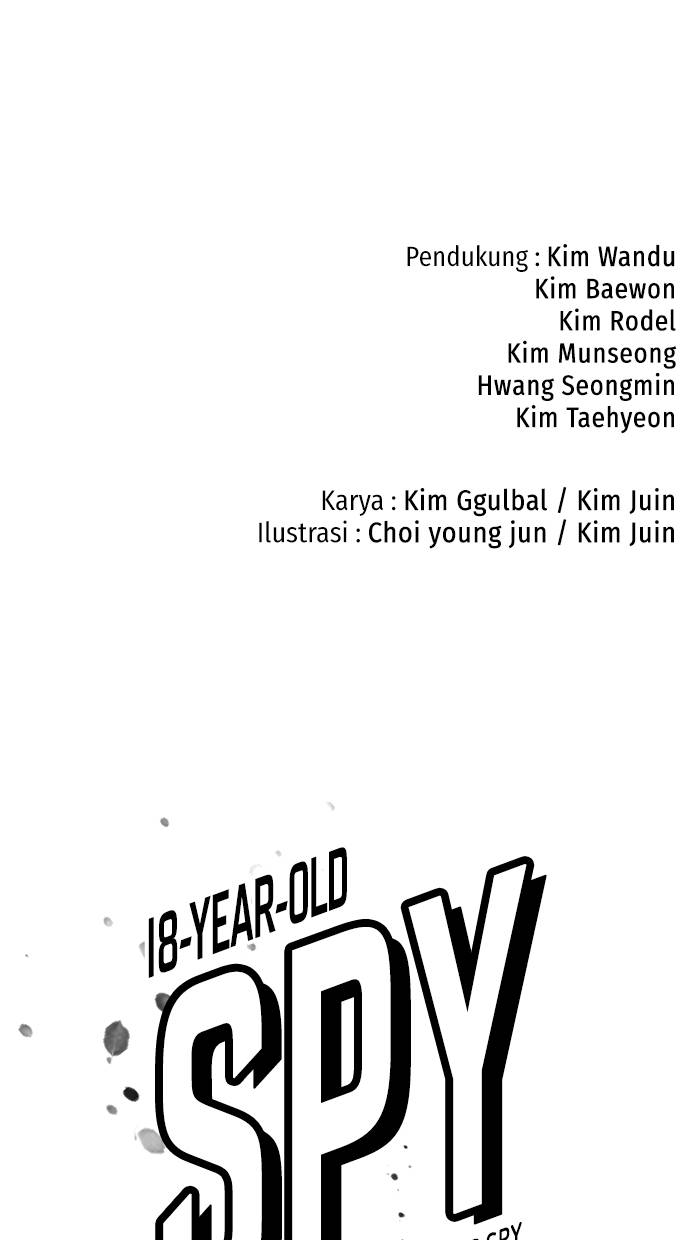 Pendukung : Kim Wandu
Kim Baewon
Kim Rodel
Kim Munseong
Hwang Seongmin
Kim Taehyeon
Karya : Kim Ggulbal / Kim Juin
Ilustrasi : Choi young jun / Kim Juin
18-YEAR-OLD
SPY
SPY